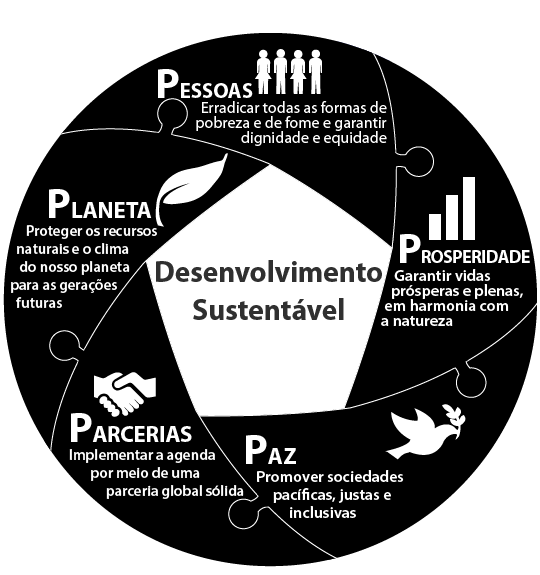 PESSOAS
Erradicar todas as formas de
pobreza e de fome e garantir
dignidade e equidade
PROSPERIDADE
Garantir vidas
prósperas e plenas,
em harmonia com
a natureza
PAZ
Promover sociedades
pacíficas, justas e
inclusivas
PARCERIAS
Implementar a agenda
por meio de uma
parceria global sólida
PLANETA
Proteger os recursos
naturais e o clima
do nosso planeta
para as gerações
futuras
Desenvolvimento
Sustentável